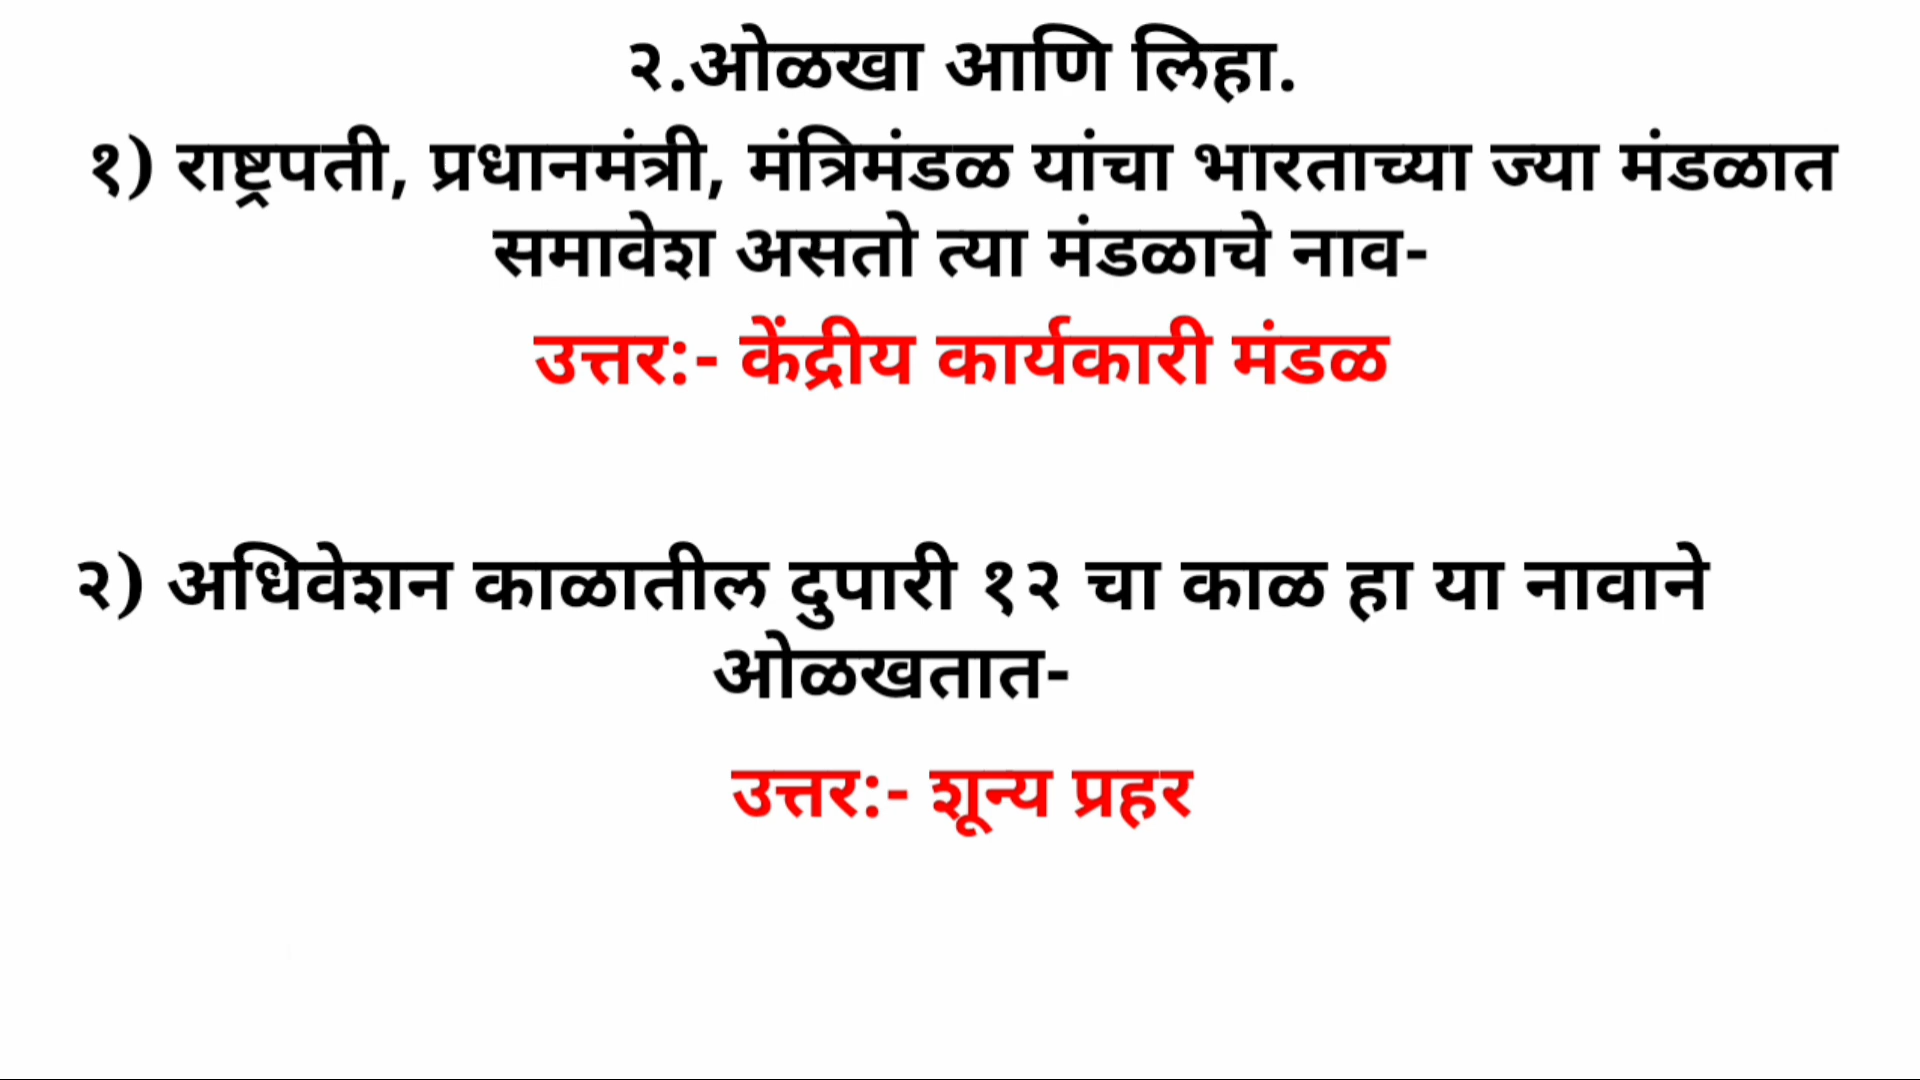 २.ओळखा आणि लिहा.
१) राष्ट्रपती, प्रधानमंत्री, मंत्रिमंडळ यांचा भारताच्या ज्या मंडळात
समावेश असतो त्या मंडळाचे नाव-
उत्तर:- केंद्रीय कार्यकारी मंडळ
२) अधिवेशन काळातील दुपारी १२ चा काळ हा या नावाने
ओळखतात-
उत्तर:- शून्य प्रहर